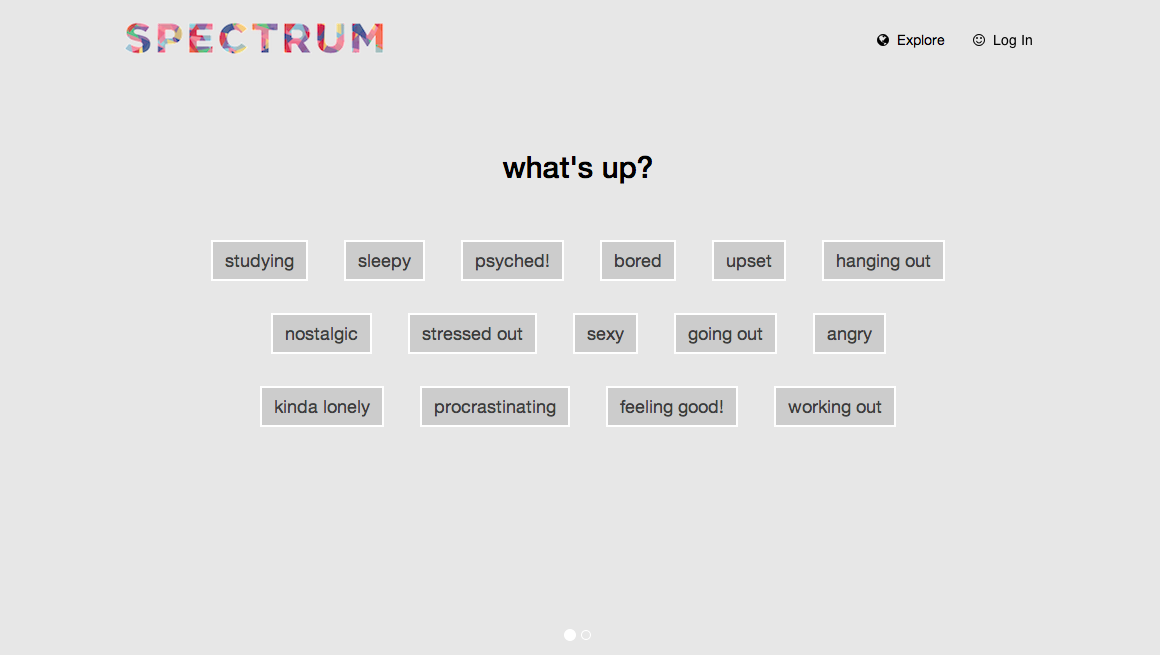 SPECTRUM
Explore Log In
what's up?
studying sleepy psyched! bored upset hanging out
nostalgic stressed out sexy going out angry
kinda lonely procrastinating feeling good! working out